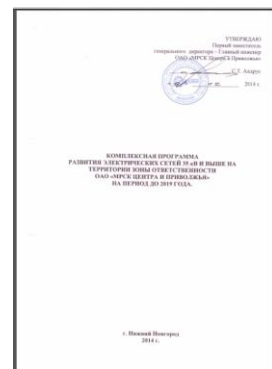 УТВЕРЖДАЮ
Первый заместитель
генерального директора – Главный инженер
ОАО «МРСК Центра и Приволжья»
2014 г.
КОМПЛЕКСНАЯ ПРОГРАММА
РАЗВИТИЯ ЭЛЕКТРИЧЕСКИХ СЕТЕЙ 35 кВ И ВЫШЕ НА
ТЕРРИТОРИИ ЗОНЫ ОТВЕТСТВЕННОСТИ
ОАО «МРСК ЦЕНТРА И ПРИВОЛЖЬЯ»
НА ПЕРИОД ДО 2019 ГОДА.
г. Нижний Новгород
2014 г.